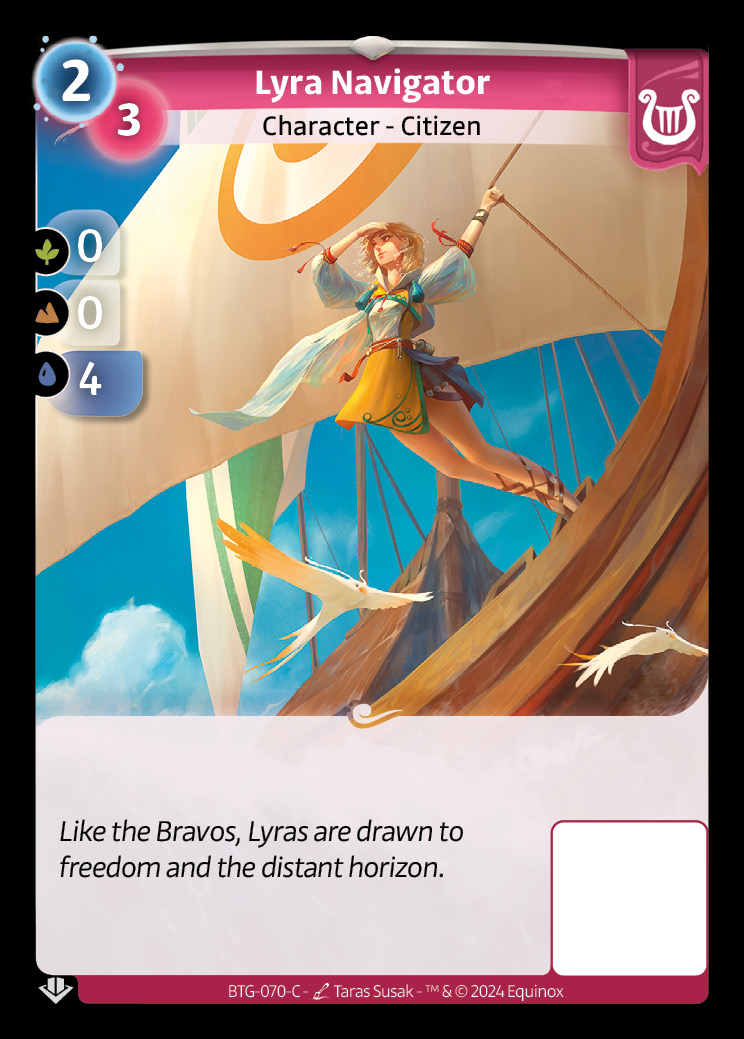 2
Lyra Navigator
3
Character - Citizen
0
0
4
Like the Bravos, Lyras are drawn to
freedom and the distant horizon.
BTG-070-C - Taras Susak - ™ & © 2024 Equinox